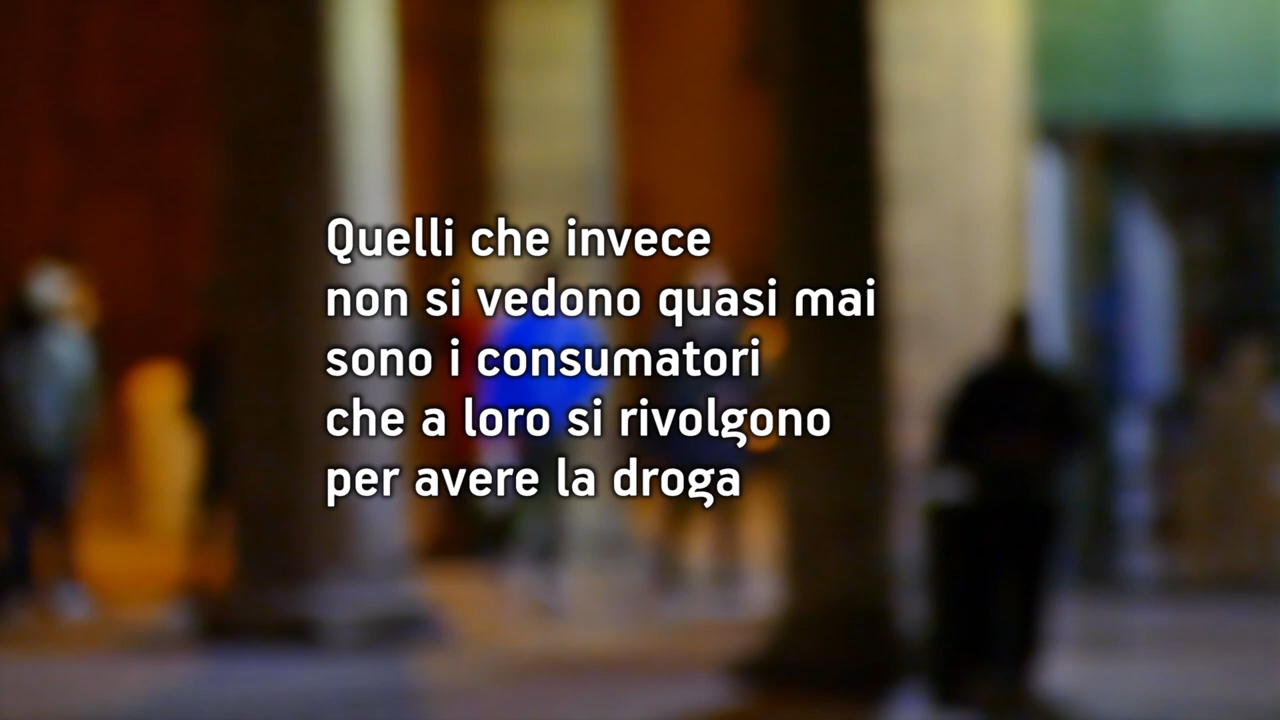 Quelli che invece
non si vedono quasi mai
sono i consumatori
che a loro si rivolgono
per avere la droga